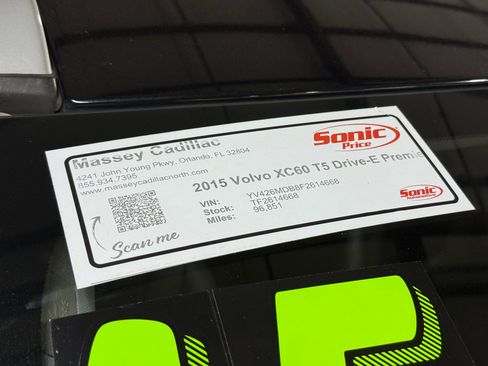 Massey Cadillac
4241 John Young Pkwy, Orlando, FL 32804
855.934.7395
www.masseycadillacnorth.com
Sonic
Price
2015 Volvo XC60 T5 Drive-E Premie
VIN: YV426MDB8F2614668
Stock: TF2614668
Miles: 96,851
Scan me
Sonic
Automotive